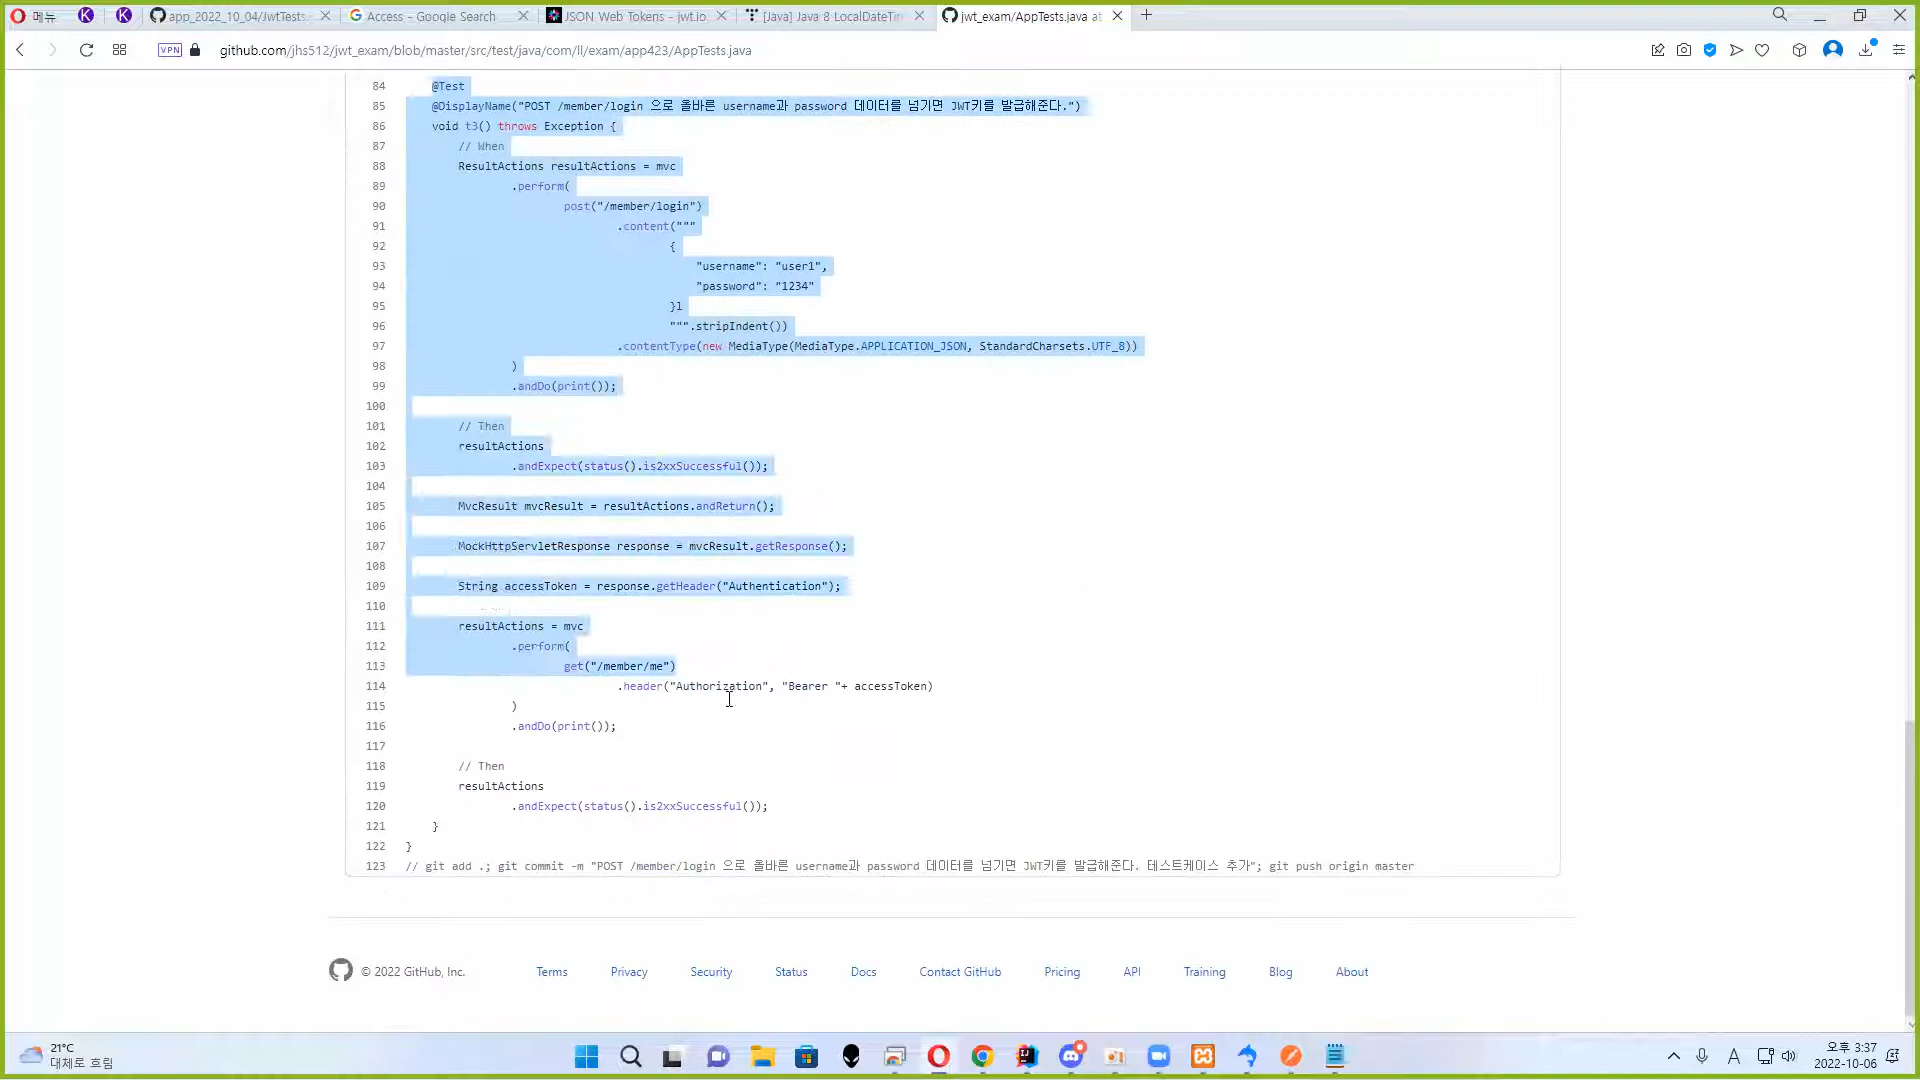 메뉴
app_2022_10_04/JwtTests
Access - Google Search
JSON Web Tokens - jwt.io
[Java] Java 8 LocalDateTi
jwt_exam/AppTests.java at
VPN
github.com/jhs512/jwt_exam/blob/master/src/test/java/com/ll/exam/app423/AppTests.java
84 @Test
85 @DisplayName("POST /member/login 으로 올바른 username과 password 데이터를 넘기면 JWT키를 발급해준다.")
86 void t3() throws Exception {
87 // When
88 ResultActions resultActions = mvc
89 .perform(
90 post("/member/login")
91 .content("""
92 {
93 "username": "user1",
94 "password": "1234"
95 }l
96 """.stripIndent())
97 .contentType(new MediaType(MediaType.APPLICATION_JSON, StandardCharsets.UTF_8))
98 )
99 .andDo(print());
100
101 // Then
102 resultActions
103 .andExpect(status().is2xxSuccessful());
104
105 MvcResult mvcResult = resultActions.andReturn();
106
107 MockHttpServletResponse response = mvcResult.getResponse();
108
109 String accessToken = response.getHeader("Authentication");
110
111 resultActions = mvc
112 .perform(
113 get("/member/me")
114 .header("Authorization", "Bearer "+ accessToken)
115 )
116 .andDo(print());
117
118 // Then
119 resultActions
120 .andExpect(status().is2xxSuccessful());
121 }
122 }
123 // git add .; git commit -m "POST /member/login 으로 올바른 username과 password 데이터를 넘기면 JWT키를 발급해준다. 테스트케이스 추가"; git push origin master
© 2022 GitHub, Inc.
Terms
Privacy
Security
Status
Docs
Contact GitHub
Pricing
API
Training
Blog
About
21°C
대체로 흐림
A
오후 3:37
2022-10-06